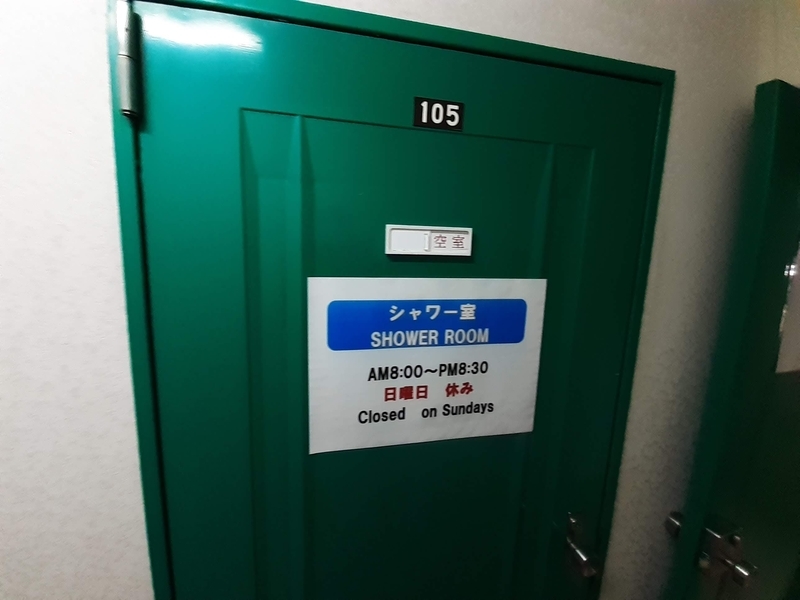 105
空室
シャワー室
SHOWER ROOM
AM8:00～PM8:30
日曜日 休み
Closed on Sundays